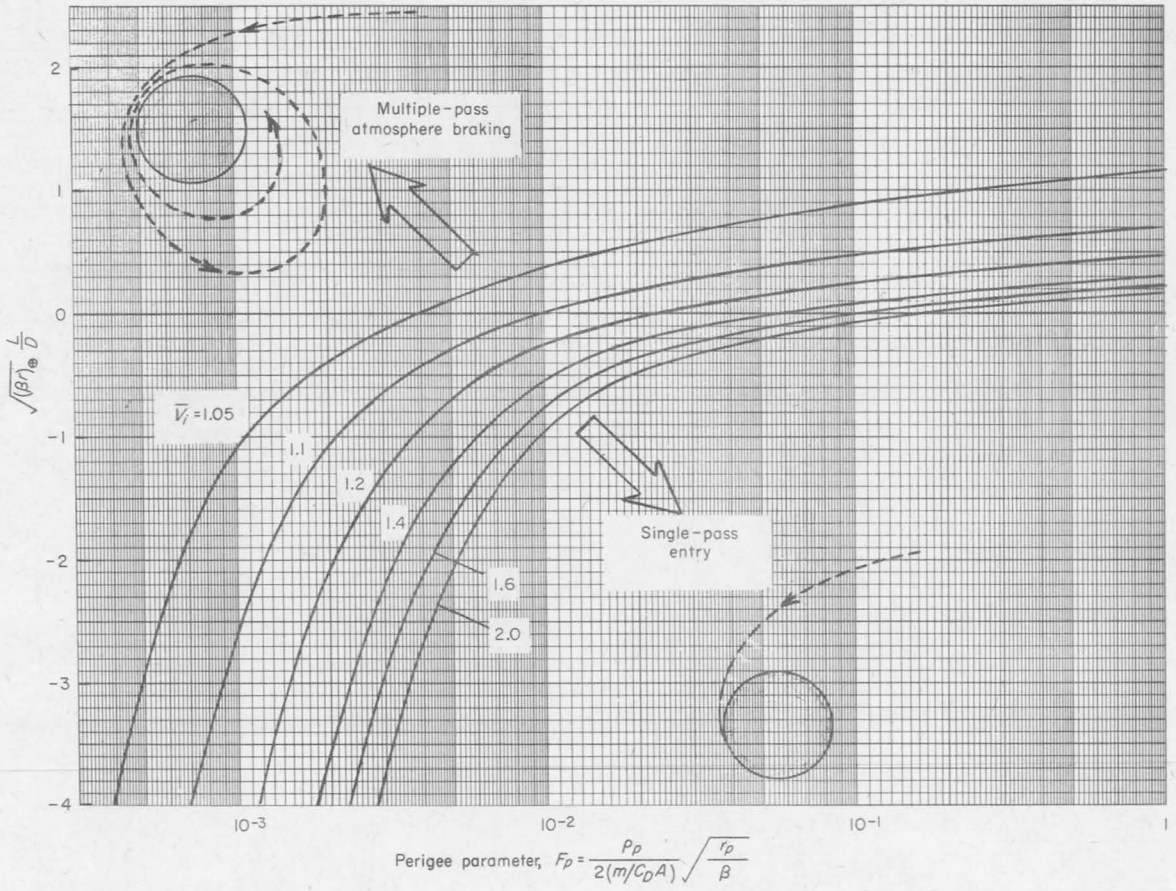 2
1
0
-1
-2
-3
-4
√(βr)⊕ L/D
Multiple-pass
atmosphere braking
V̄ᵢ =1.05
1.1
1.2
1.4
1.6
2.0
Single-pass
entry
10⁻³
10⁻²
10⁻¹
1
Perigee parameter, Fₚ = ρₚ / 2(m/C_D A) √(rₚ/β)